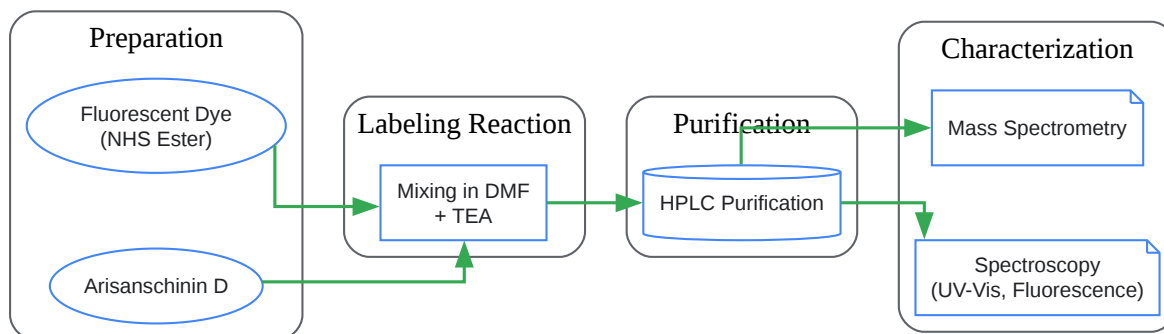 Preparation
Fluorescent Dye
(NHS Ester)
Arisanschinin D
Labeling Reaction
Mixing in DMF
+ TEA
Purification
HPLC Purification
Characterization
Mass Spectrometry
Spectroscopy
(UV-Vis, Fluorescence)